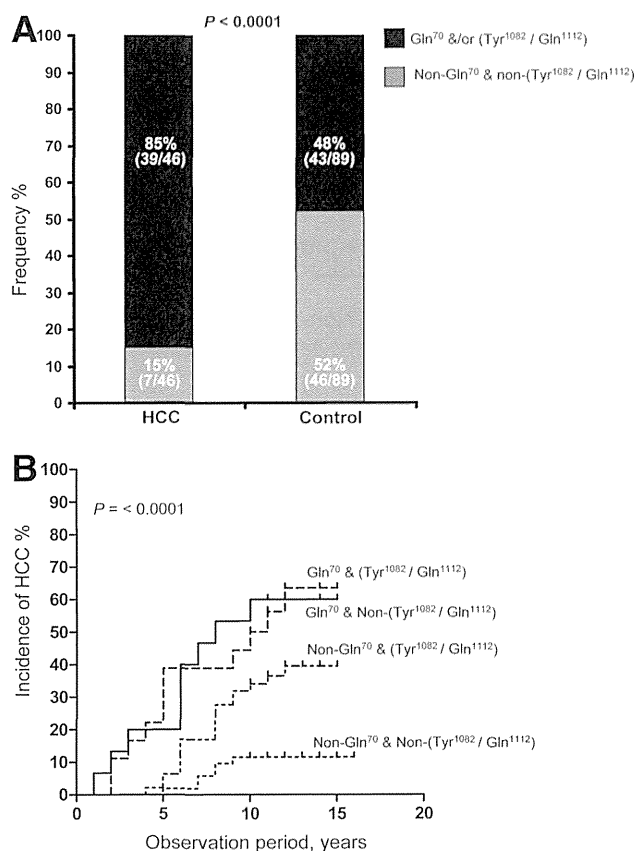 A
P < 0.0001
Gln⁷⁰ &/or (Tyr¹⁰⁸² / Gln¹¹¹²)
Non-Gln⁷⁰ & non-(Tyr¹⁰⁸² / Gln¹¹¹²)
Frequency %
100
90
80
70
60
50
40
30
20
10
0
85%
(39/46)
15%
(7/46)
48%
(43/89)
52%
(46/89)
HCC
Control
B
P = < 0.0001
Incidence of HCC %
100
90
80
70
60
50
40
30
20
10
0
Gln⁷⁰ & (Tyr¹⁰⁸² / Gln¹¹¹²)
Gln⁷⁰ & Non-(Tyr¹⁰⁸² / Gln¹¹¹²)
Non-Gln⁷⁰ & (Tyr¹⁰⁸² / Gln¹¹¹²)
Non-Gln⁷⁰ & Non-(Tyr¹⁰⁸² / Gln¹¹¹²)
0 5 10 15 20
Observation period, years